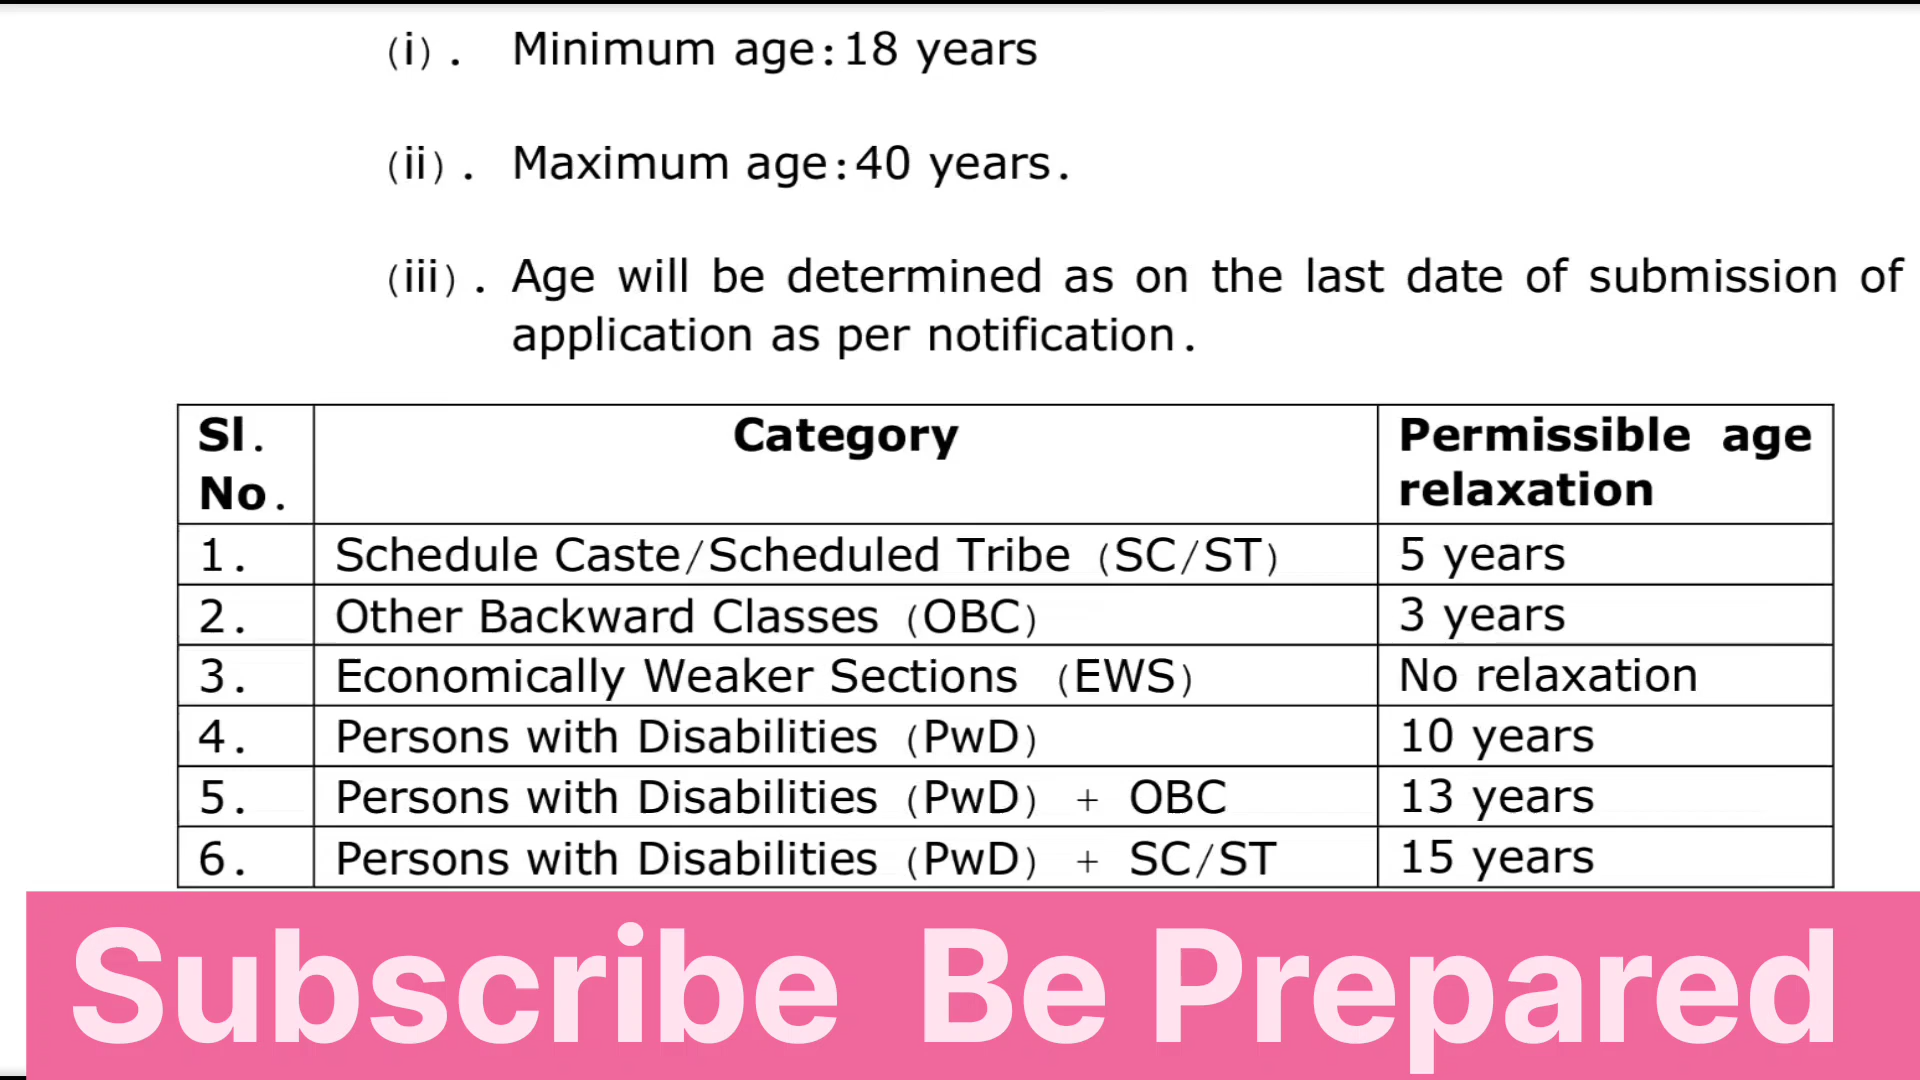 (i). Minimum age:18 years
(ii). Maximum age:40 years.
(iii). Age will be determined as on the last date of submission of
application as per notification.
Sl. No. Category Permissible age relaxation
1. Schedule Caste/Scheduled Tribe (SC/ST) 5 years
2. Other Backward Classes (OBC) 3 years
3. Economically Weaker Sections (EWS) No relaxation
4. Persons with Disabilities (PwD) 10 years
5. Persons with Disabilities (PwD) + OBC 13 years
6. Persons with Disabilities (PwD) + SC/ST 15 years
Subscribe Be Prepared